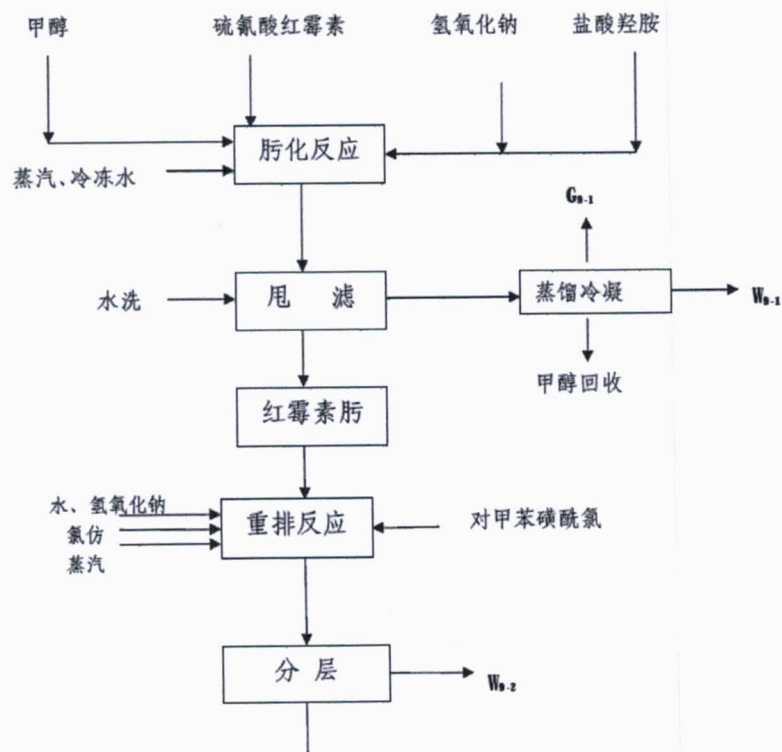 甲醇 硫氰酸红霉素 氢氧化钠 盐酸羟胺
肟化反应
蒸汽、冷冻水
G9-1
水洗 甩 滤 蒸馏冷凝 W9-1
甲醇回收
红霉素肟
水、氢氧化钠
氯仿
蒸汽
重排反应 对甲苯磺酰氯
分 层 W9-2